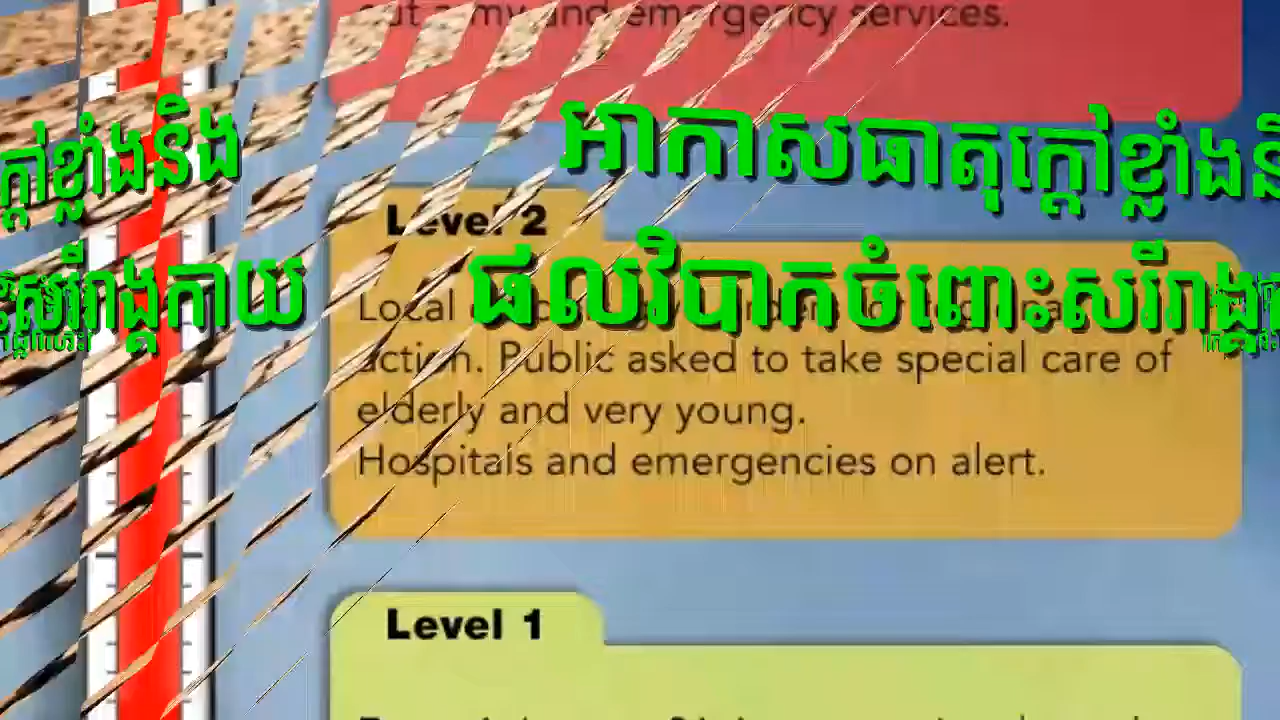 out army and emergency services.
ក្តៅខ្លាំងនិង
អាកាសធាតុក្តៅខ្លាំងនិ
Level 2
សរីរាង្គកាយ
ផលវិបាកចំពោះសរីរាង្គ
Local
action. Public asked to take special care of
elderly and very young.
Hospitals and emergencies on alert.
Level 1